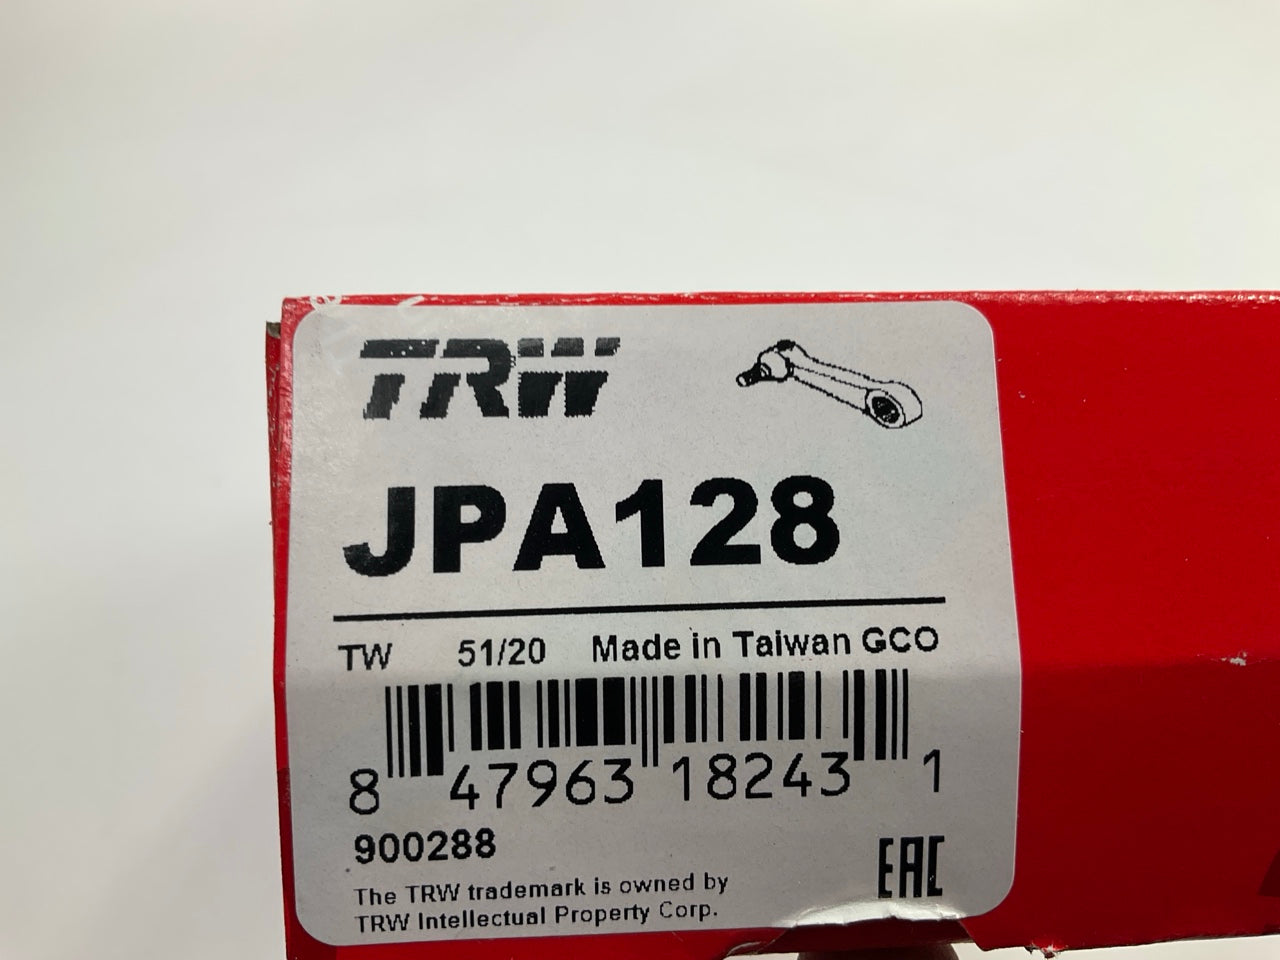 TRW
JPA128
TW 51/20 Made in Taiwan GCO
8 47963 18243 1
900288
EAC
The TRW trademark is owned by
TRW Intellectual Property Corp.